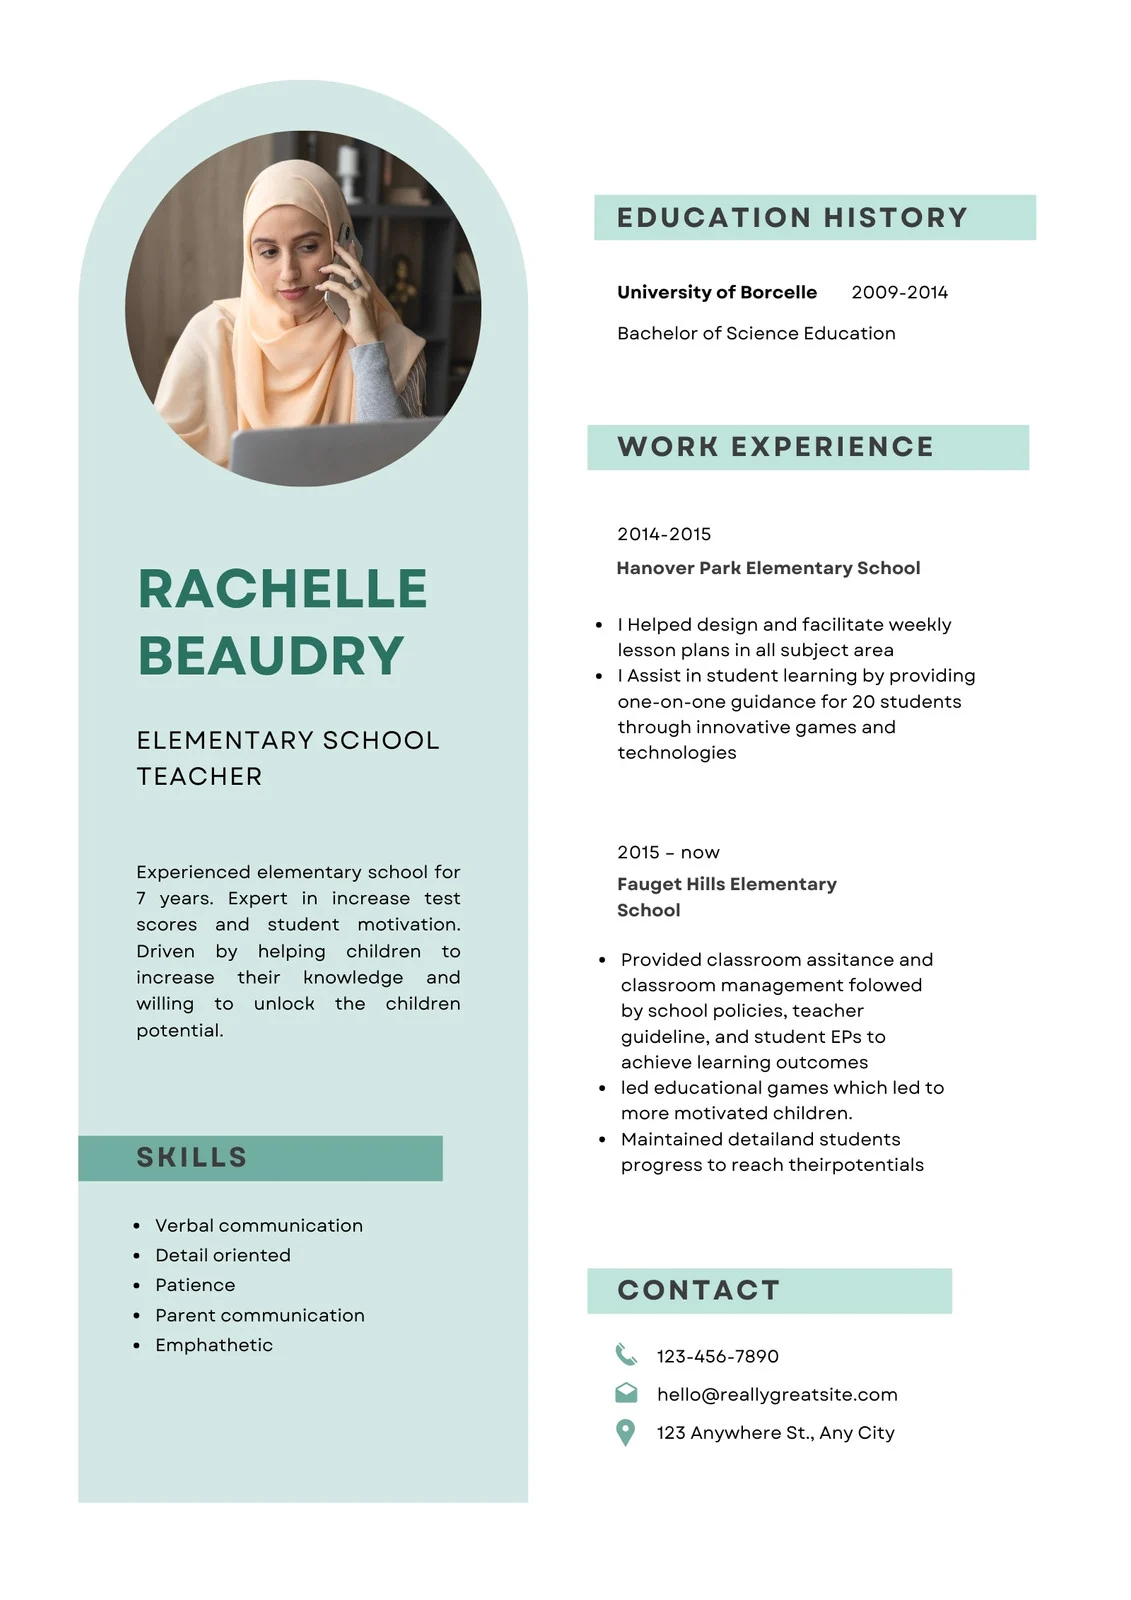 RACHELLE
BEAUDRY
ELEMENTARY SCHOOL
TEACHER
Experienced elementary school for
7 years. Expert in increase test
scores and student motivation.
Driven by helping children to
increase their knowledge and
willing to unlock the children
potential.
SKILLS
• Verbal communication
• Detail oriented
• Patience
• Parent communication
• Emphathetic
EDUCATION HISTORY
University of Borcelle 2009-2014
Bachelor of Science Education
WORK EXPERIENCE
2014-2015
Hanover Park Elementary School
• I Helped design and facilitate weekly
lesson plans in all subject area
• I Assist in student learning by providing
one-on-one guidance for 20 students
through innovative games and
technologies
2015 – now
Fauget Hills Elementary
School
• Provided classroom assitance and
classroom management folowed
by school policies, teacher
guideline, and student EPs to
achieve learning outcomes
• led educational games which led to
more motivated children.
• Maintained detailand students
progress to reach theirpotentials
CONTACT
123-456-7890
hello@reallygreatsite.com
123 Anywhere St., Any City